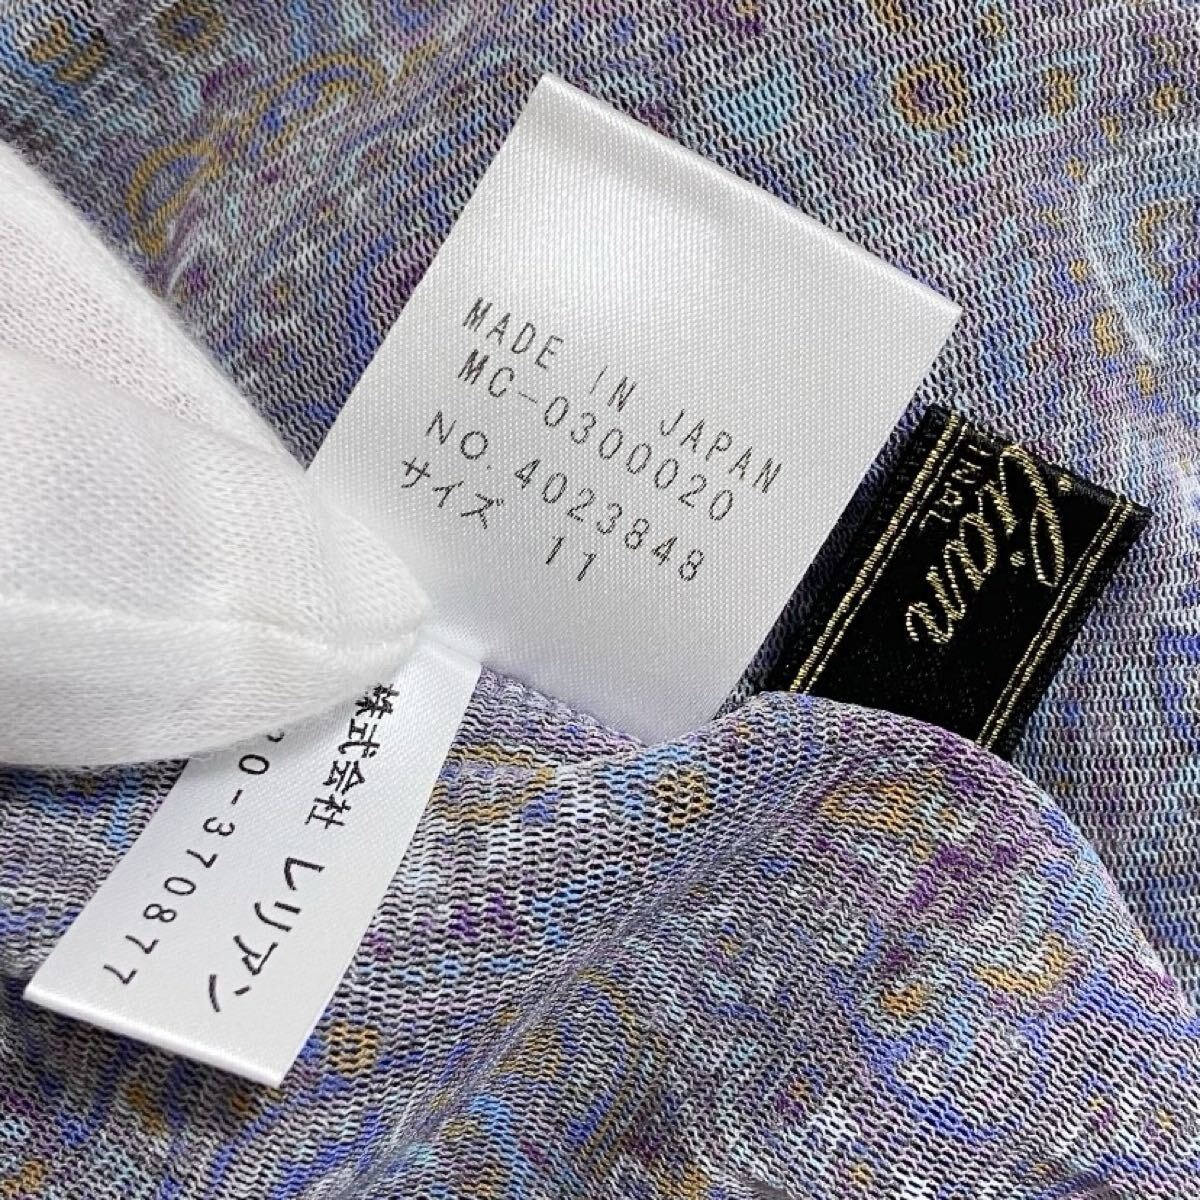 MADE IN JAPAN
MC-0300020
NO. 4023848
サイズ 11
株式会社 レリアン
20-370877